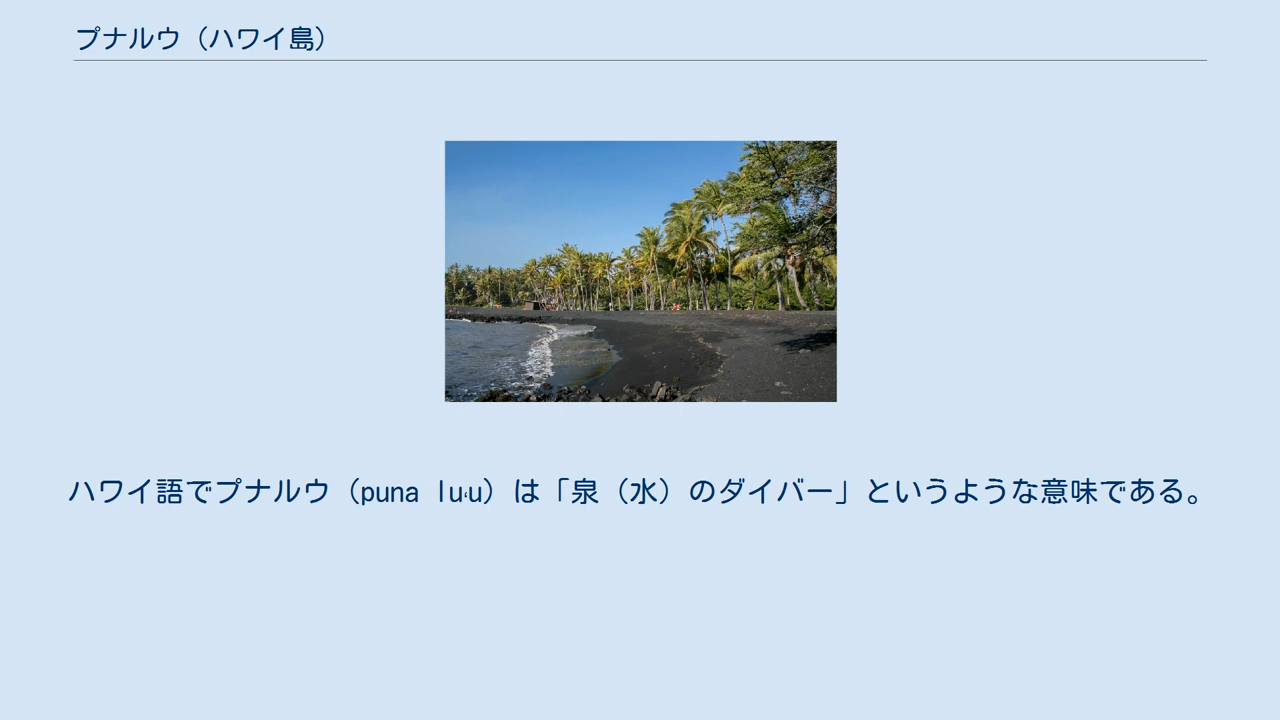 プナルウ（ハワイ島）
ハワイ語でプナルウ（puna lu‘u）は「泉（水）のダイバー」というような意味である。